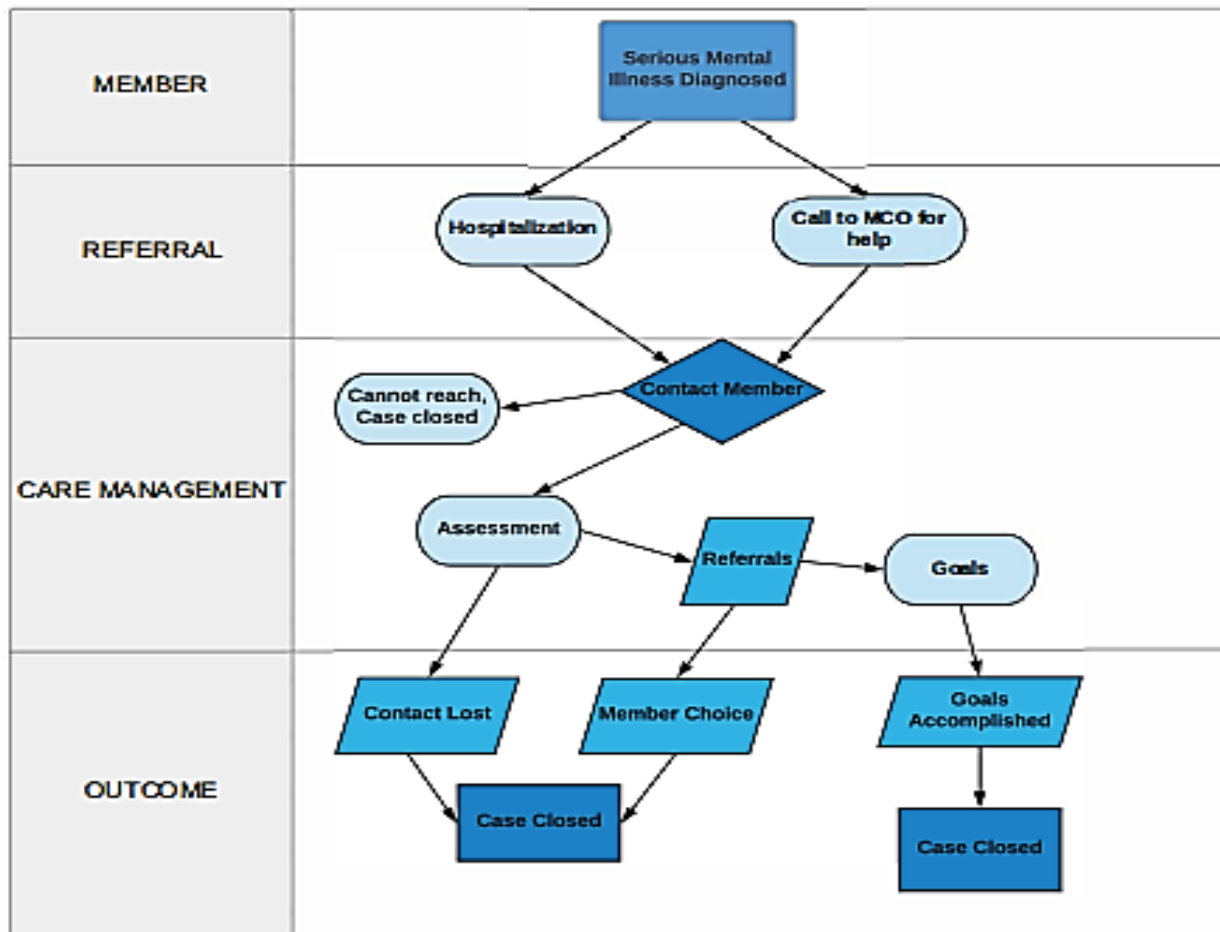 MEMBER
Serious Mental
Illness Diagnosed
REFERRAL
Hospitalization
Call to MCO for
help
CARE MANAGEMENT
Contact Member
Cannot reach,
Case closed
Assessment
Referrals
Goals
OUTCOME
Contact Lost
Member Choice
Goals
Accomplished
Case Closed
Case Closed